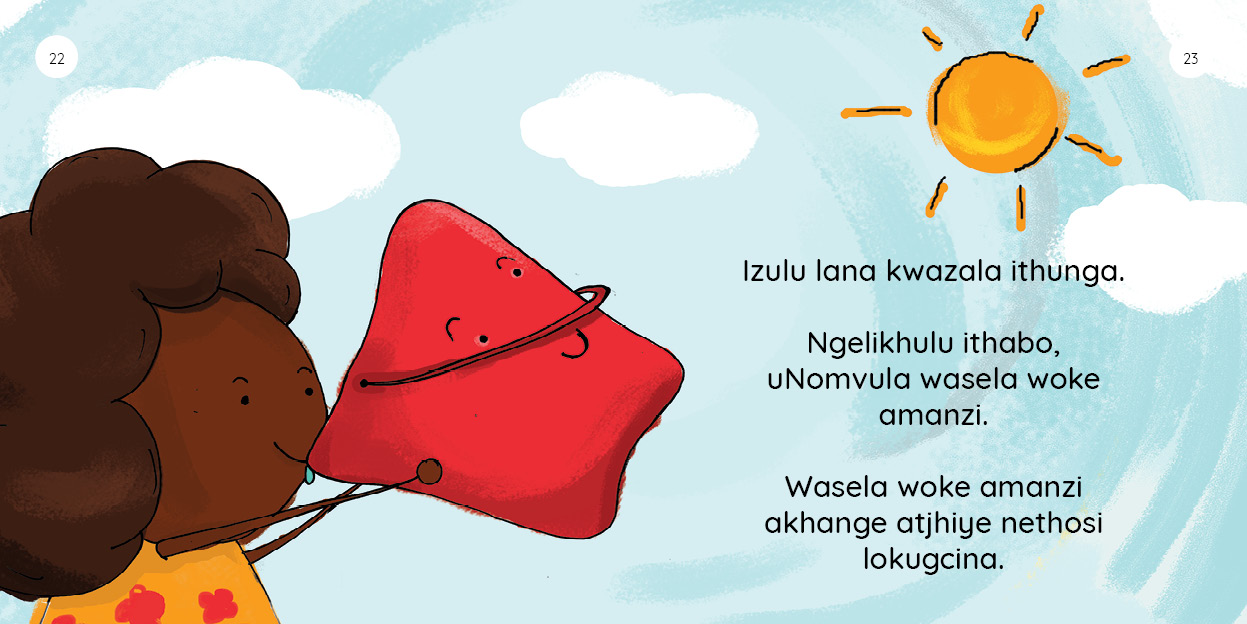 22
23
Izulu lana kwazala ithunga.
Ngelikhulu ithabo,
uNomvula wasela woke
amanzi.
Wasela woke amanzi
akhange atjhiye nethosi
lokugcina.